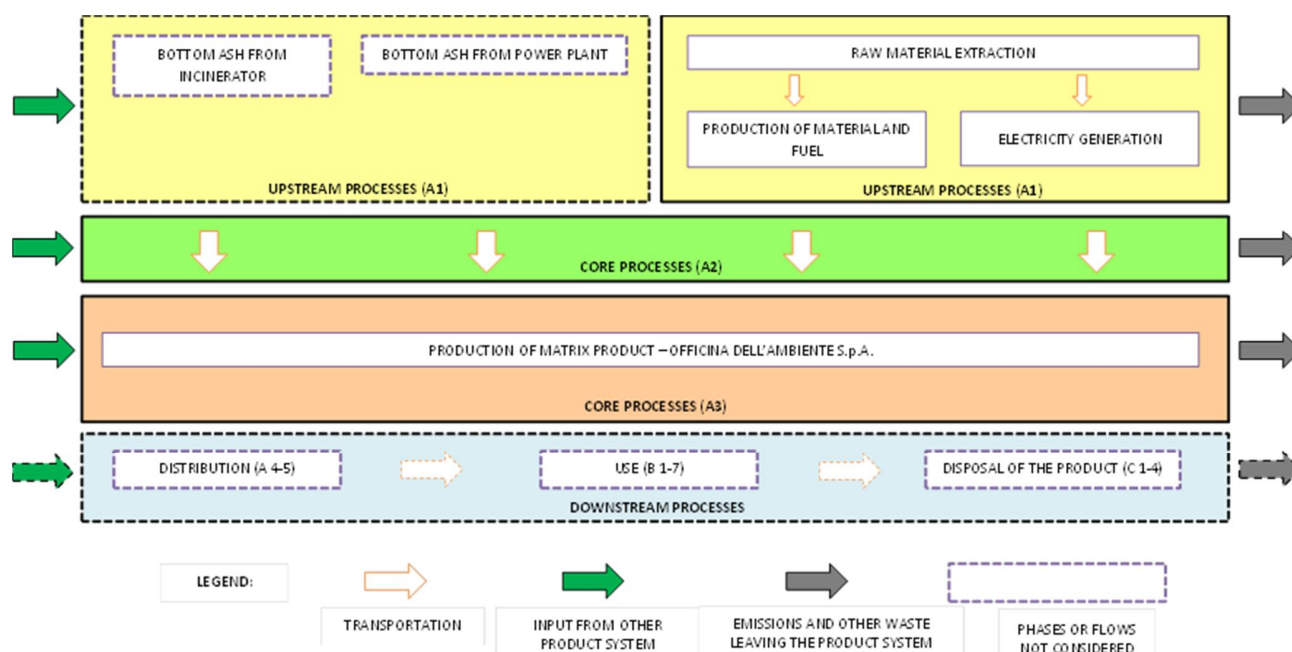 BOTTOM ASH FROM
INCINERATOR
BOTTOM ASH FROM POWER PLANT
UPSTREAM PROCESSES (A1)
RAW MATERIAL EXTRACTION
PRODUCTION OF MATERIAL AND
FUEL
ELECTRICITY GENERATION
UPSTREAM PROCESSES (A1)
CORE PROCESSES (A2)
PRODUCTION OF MATRIX PRODUCT – OFFICINA DELL'AMBIENTE S.p.A.
CORE PROCESSES (A3)
DISTRIBUTION (A 4-5)
USE (B 1-7)
DISPOSAL OF THE PRODUCT (C 1-4)
DOWNSTREAM PROCESSES
LEGEND:
TRANSPORTATION
INPUT FROM OTHER
PRODUCT SYSTEM
EMISSIONS AND OTHER WASTE
LEAVING THE PRODUCT SYSTEM
PHASES OR FLOWS
NOT CONSIDERED